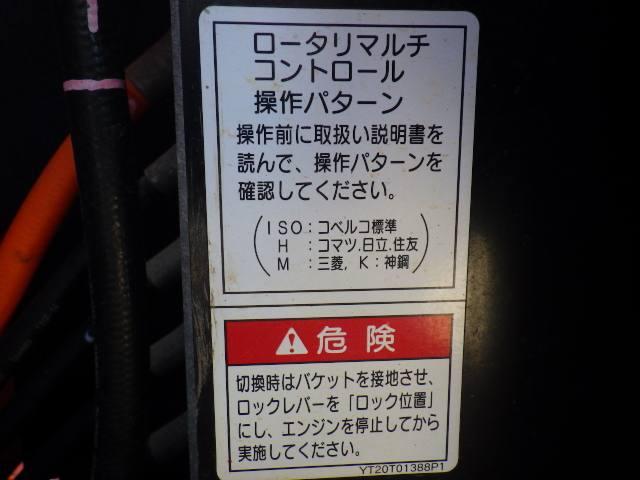 ロータリマルチ
コントロール
操作パターン
操作前に取扱い説明書を
読んで、操作パターンを
確認してください。
ISO:コベルコ標準
H:コマツ.日立.住友
M:三菱,K:神鋼
危険
切換時はバケットを接地させ、
ロックレバーを「ロック位置」
にし、エンジンを停止してから
実施してください。
YT20T01388P1